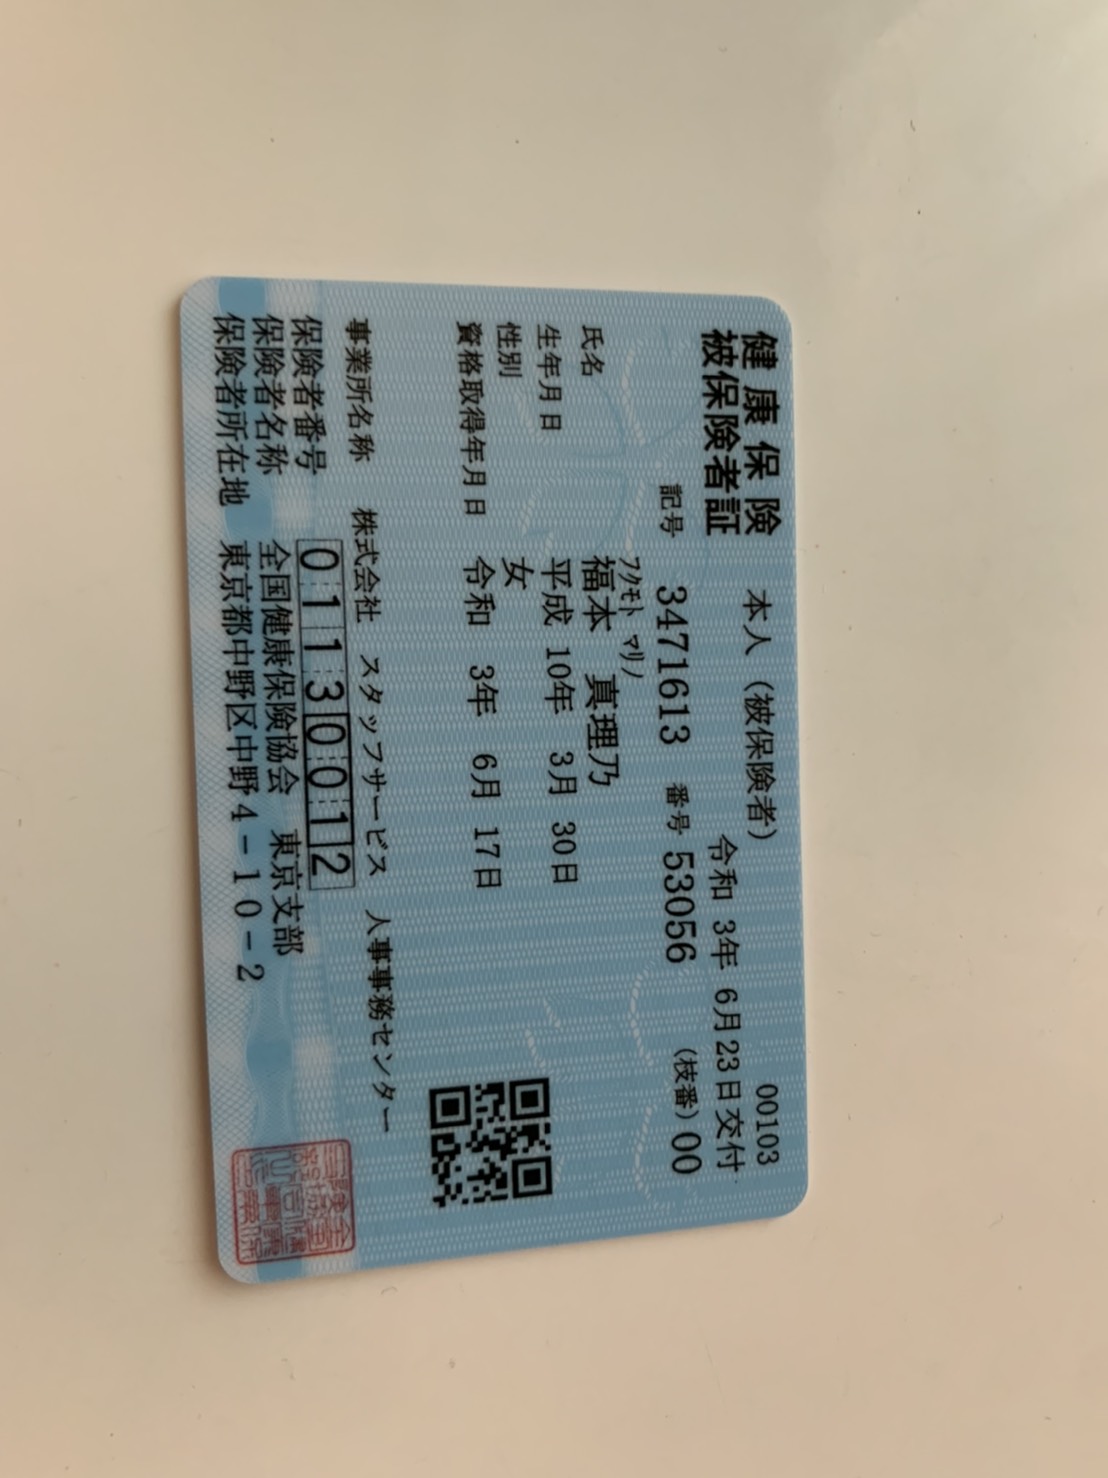 健康保険 本人（被保険者） 00103
被保険者証 令和 3年 6月23日交付
記号 3471613 番号 53056 （枝番）00
フクモト マリノ
氏名 福本 真理乃
生年月日 平成 10年 3月 30日
性別 女
資格取得年月日 令和 3年 6月 17日
事業所名称 株式会社 スタッフサービス 人事事務センター
保険者番号 01130012
保険者名称 全国健康保険協会 東京支部
保険者所在地 東京都中野区中野4-10-2